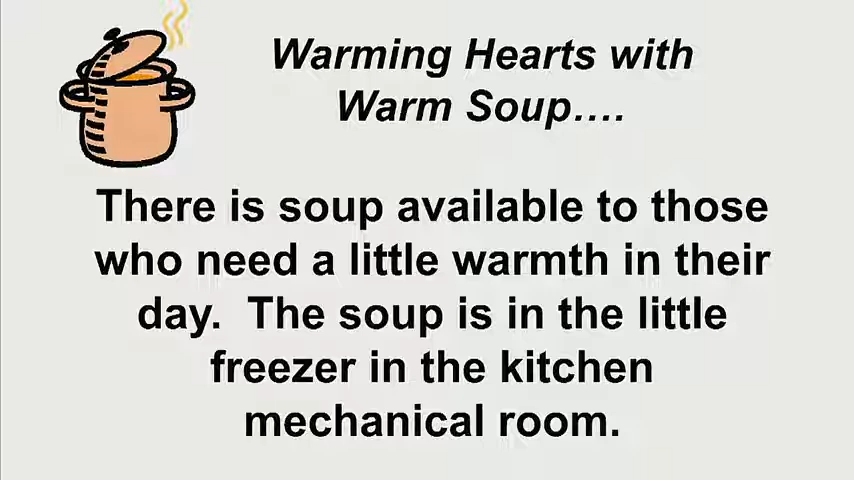 Warming Hearts with
Warm Soup....
There is soup available to those
who need a little warmth in their
day.  The soup is in the little
freezer in the kitchen
mechanical room.